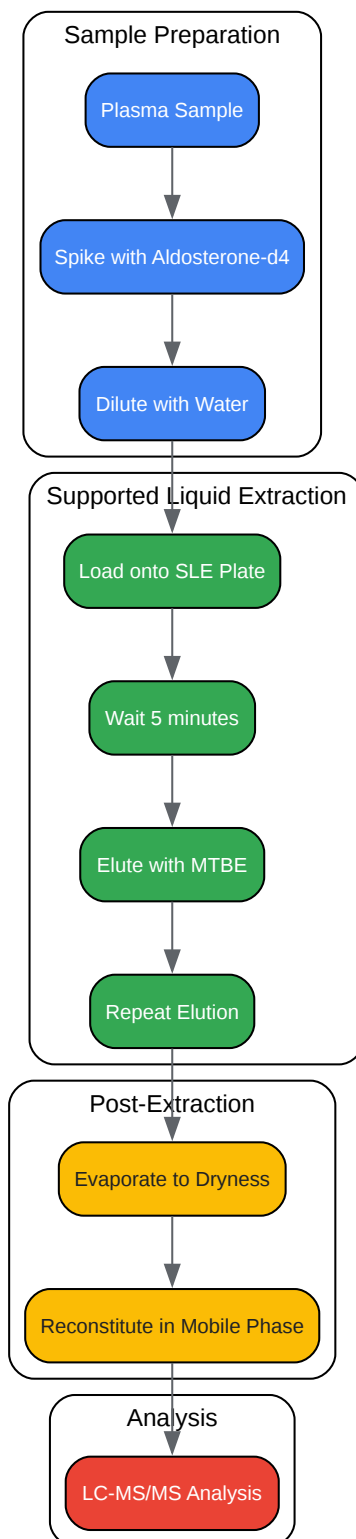 Sample Preparation
Plasma Sample
Spike with Aldosterone-d4
Dilute with Water
Supported Liquid Extraction
Load onto SLE Plate
Wait 5 minutes
Elute with MTBE
Repeat Elution
Post-Extraction
Evaporate to Dryness
Reconstitute in Mobile Phase
Analysis
LC-MS/MS Analysis